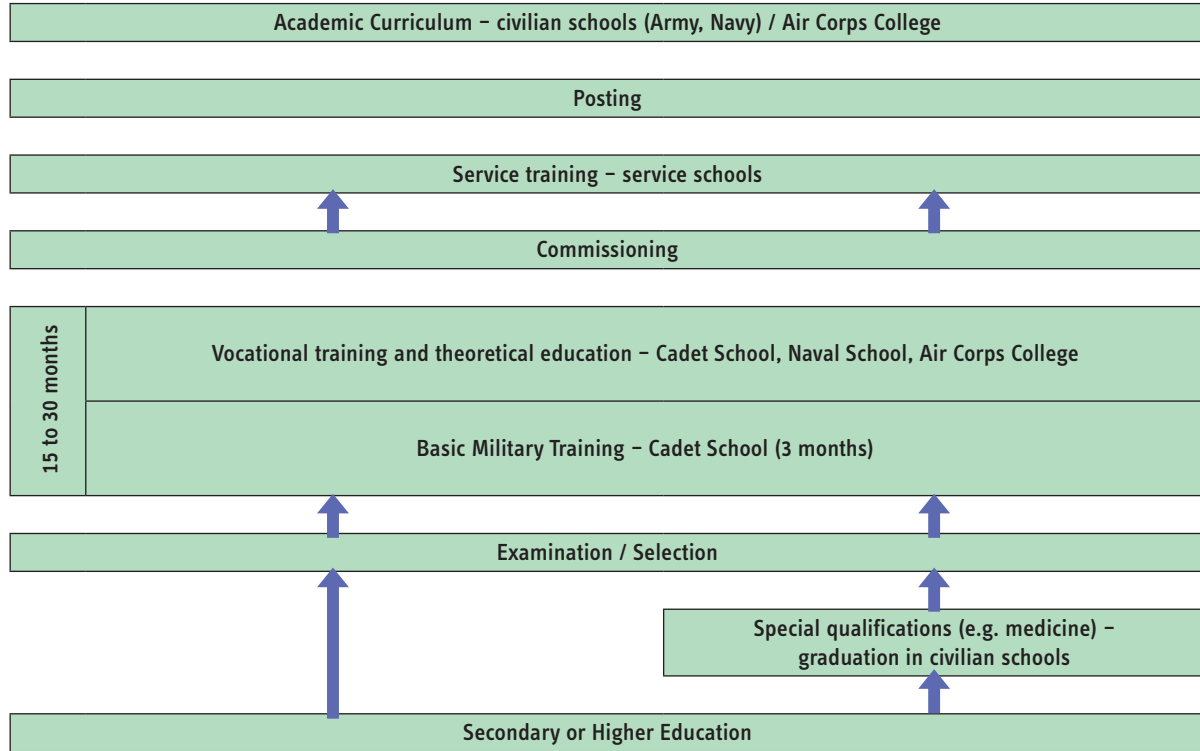 Academic Curriculum – civilian schools (Army, Navy) / Air Corps College
Posting
Service training – service schools
Commissioning
15 to 30 months
Vocational training and theoretical education – Cadet School, Naval School, Air Corps College
Basic Military Training – Cadet School (3 months)
Examination / Selection
Special qualifications (e.g. medicine) –
graduation in civilian schools
Secondary or Higher Education